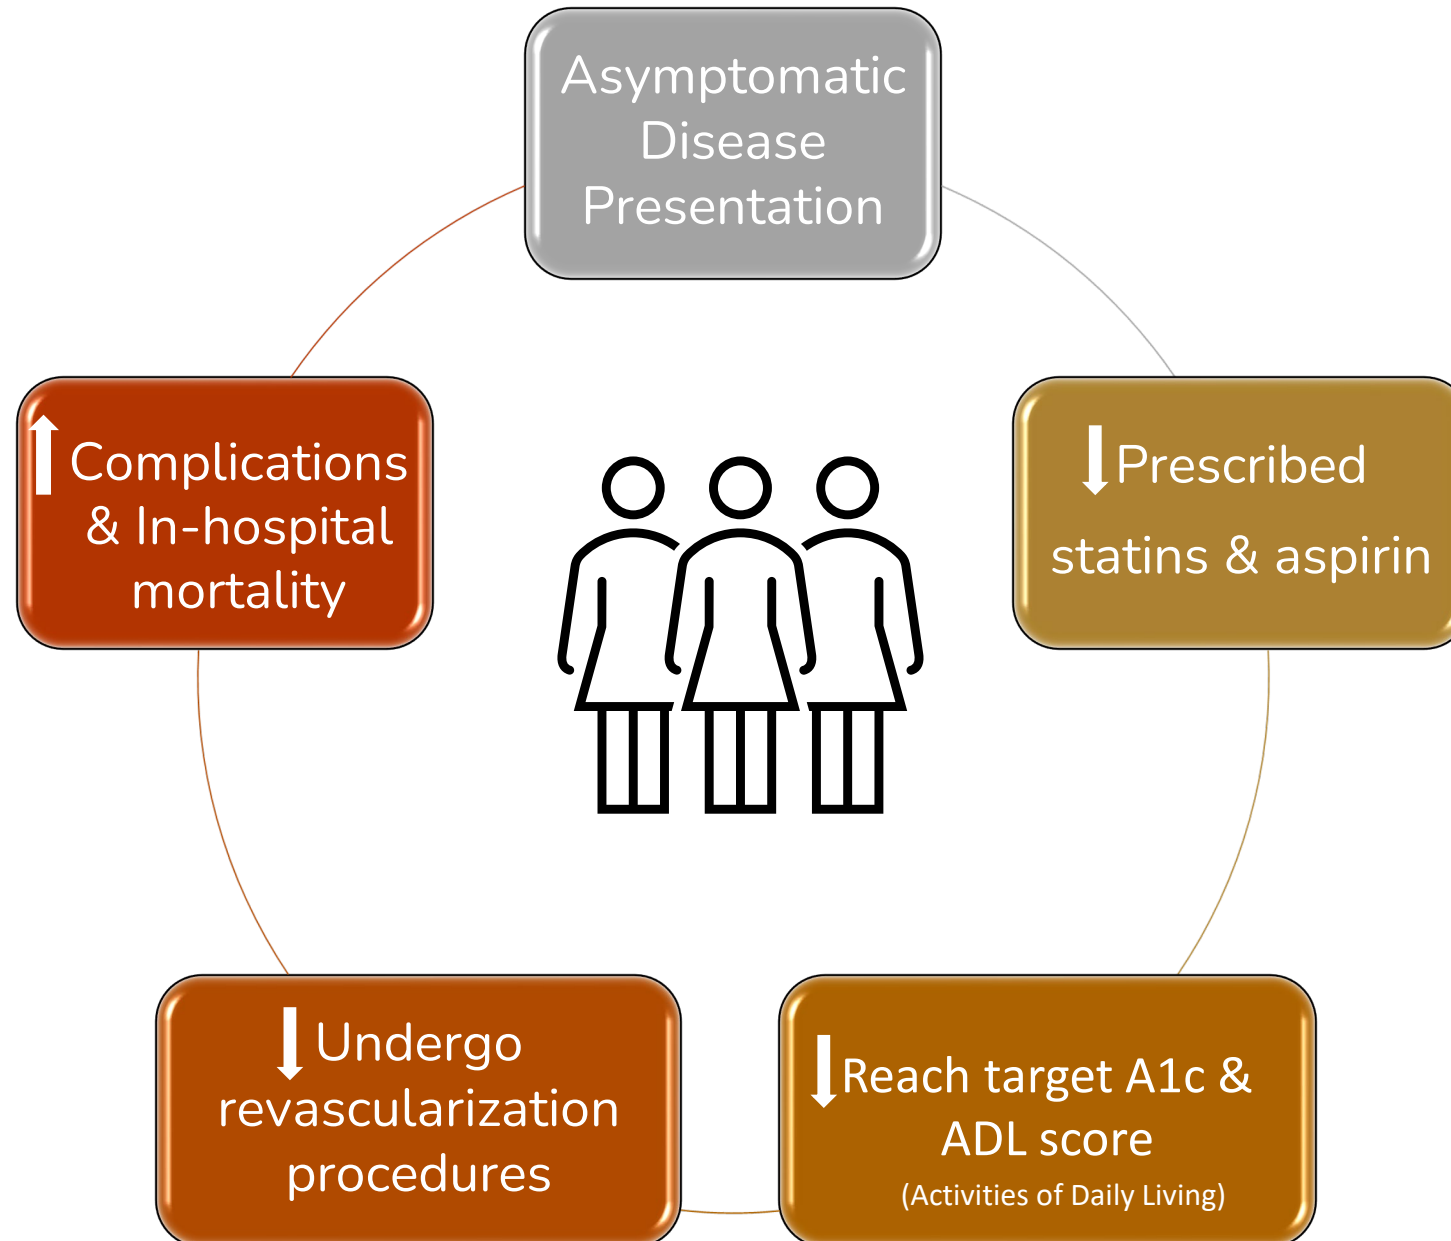 Asymptomatic
Disease
Presentation
Prescribed
statins & aspirin
Reach target A1c &
ADL score
(Activities of Daily Living)
Undergo
revascularization
procedures
Complications
& In-hospital
mortality